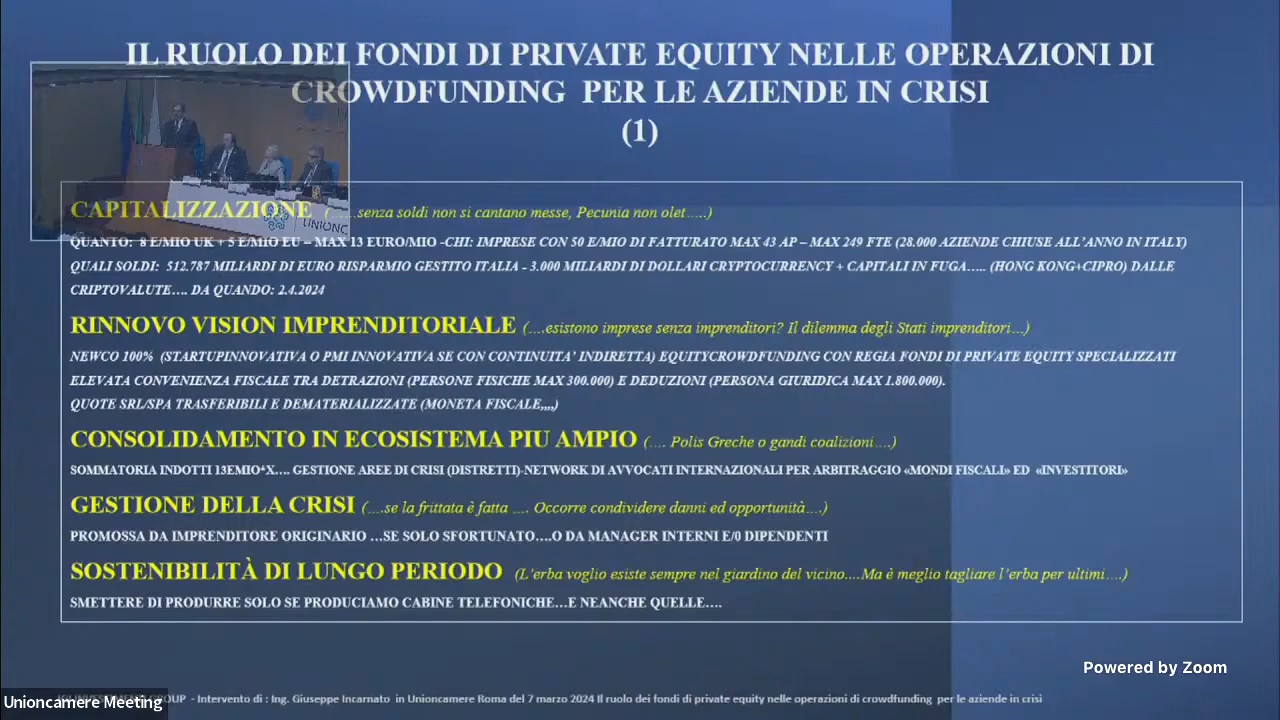 IL RUOLO DEI FONDI DI PRIVATE EQUITY NELLE OPERAZIONI DI
CROWDFUNDING PER LE AZIENDE IN CRISI
(1)
CAPITALIZZAZIONE (……senza soldi non si cantano messe, Pecunia non olet…..)
QUANTO: 8 E/MIO UK + 5 E/MIO EU – MAX 13 EURO/MIO -CHI: IMPRESE CON 50 E/MIO DI FATTURATO MAX 43 AP – MAX 249 FTE (28.000 AZIENDE CHIUSE ALL'ANNO IN ITALY)
QUALI SOLDI: 512.787 MILIARDI DI EURO RISPARMIO GESTITO ITALIA - 3.000 MILIARDI DI DOLLARI CRYPTOCURRENCY + CAPITALI IN FUGA….. (HONG KONG+CIPRO) DALLE
CRIPTOVALUTE…. DA QUANDO: 2.4.2024
RINNOVO VISION IMPRENDITORIALE (….esistono imprese senza imprenditori? Il dilemma degli Stati imprenditori…)
NEWCO 100% (STARTUPINNOVATIVA O PMI INNOVATIVA SE CON CONTINUITA' INDIRETTA) EQUITYCROWDFUNDING CON REGIA FONDI DI PRIVATE EQUITY SPECIALIZZATI
ELEVATA CONVENIENZA FISCALE TRA DETRAZIONI (PERSONE FISICHE MAX 300.000) E DEDUZIONI (PERSONA GIURIDICA MAX 1.800.000).
QUOTE SRL/SPA TRASFERIBILI E DEMATERIALIZZATE (MONETA FISCALE,,,,)
CONSOLIDAMENTO IN ECOSISTEMA PIU AMPIO (…. Polis Greche o gandi coalizioni….)
SOMMATORIA INDOTTI 13EMIO*X…. GESTIONE AREE DI CRISI (DISTRETTI)-NETWORK DI AVVOCATI INTERNAZIONALI PER ARBITRAGGIO «MONDI FISCALI» ED «INVESTITORI»
GESTIONE DELLA CRISI (….se la frittata è fatta …. Occorre condividere danni ed opportunità….)
PROMOSSA DA IMPRENDITORE ORIGINARIO …SE SOLO SFORTUNATO….O DA MANAGER INTERNI E/0 DIPENDENTI
SOSTENIBILITÀ DI LUNGO PERIODO (L'erba voglio esiste sempre nel giardino del vicino….Ma è meglio tagliare l'erba per ultimi….)
SMETTERE DI PRODURRE SOLO SE PRODUCIAMO CABINE TELEFONICHE…E NEANCHE QUELLE….
Powered by Zoom
GROUP - Intervento di : Ing. Giuseppe Incarnato in Unioncamere Roma del 7 marzo 2024 Il ruolo dei fondi di private equity nelle operazioni di crowdfunding per le aziende in crisi
Unioncamere Meeting